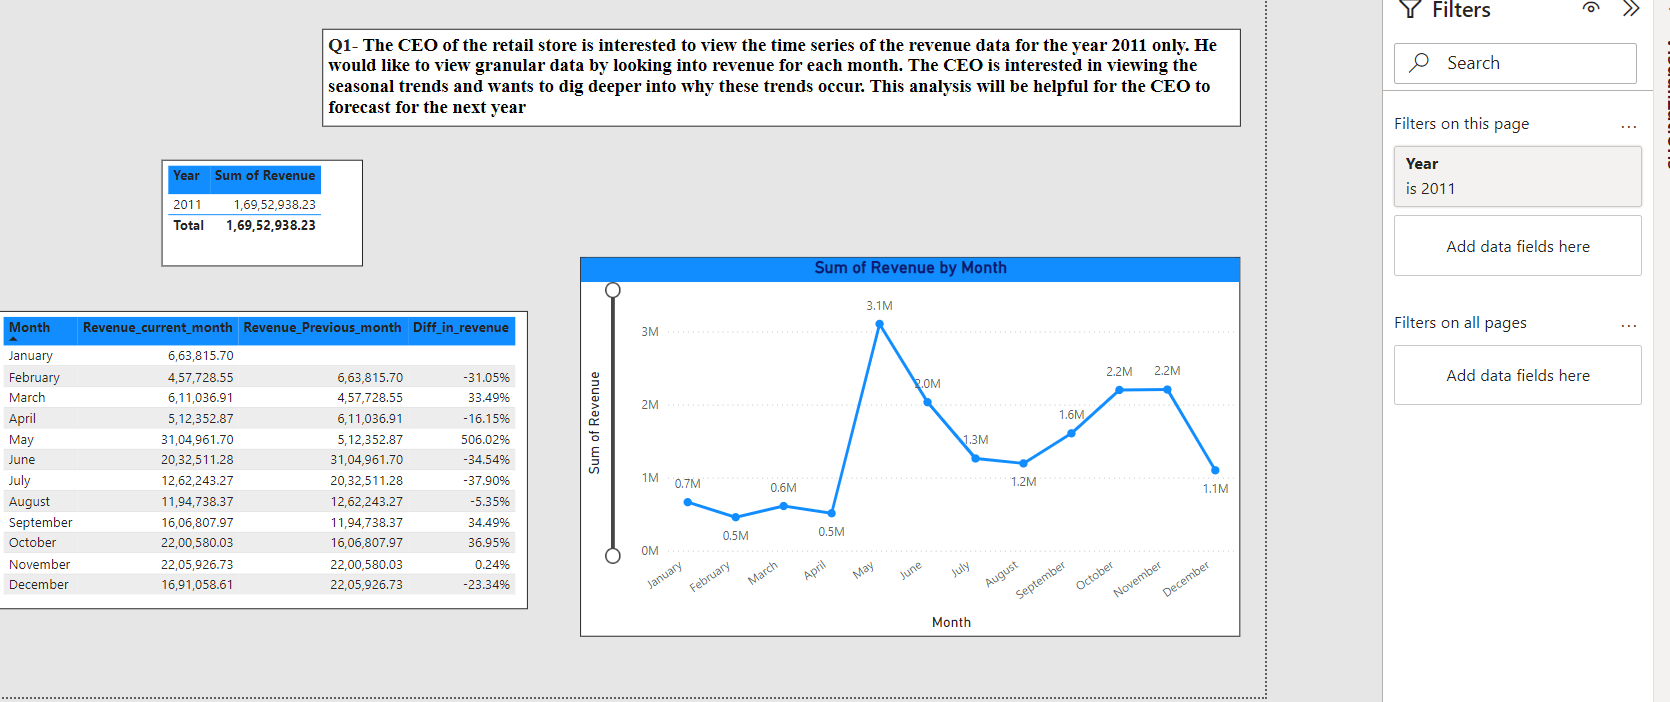 Q1- The CEO of the retail store is interested to view the time series of the revenue data for the year 2011 only. He
would like to view granular data by looking into revenue for each month. The CEO is interested in viewing the
seasonal trends and wants to dig deeper into why these trends occur. This analysis will be helpful for the CEO to
forecast for the next year
Year Sum of Revenue
2011 1,69,52,938.23
Total 1,69,52,938.23
Month Revenue_current_month Revenue_Previous_month Diff_in_revenue
January 6,63,815.70
February 4,57,728.55 6,63,815.70 -31.05%
March 6,11,036.91 4,57,728.55 33.49%
April 5,12,352.87 6,11,036.91 -16.15%
May 31,04,961.70 5,12,352.87 506.02%
June 20,32,511.28 31,04,961.70 -34.54%
July 12,62,243.27 20,32,511.28 -37.90%
August 11,94,738.37 12,62,243.27 -5.35%
September 16,06,807.97 11,94,738.37 34.49%
October 22,00,580.03 16,06,807.97 36.95%
November 22,05,926.73 22,00,580.03 0.24%
December 16,91,058.61 22,05,926.73 -23.34%
Sum of Revenue by Month
Sum of Revenue
3M
2M
1M
0M
0.7M
0.5M
0.6M
0.5M
3.1M
2.0M
1.3M
1.2M
1.6M
2.2M
2.2M
1.1M
January
February
March
April
May
June
July
August
September
October
November
December
Month
Filters
Search
Filters on this page ...
Year
is 2011
Add data fields here
Filters on all pages ...
Add data fields here